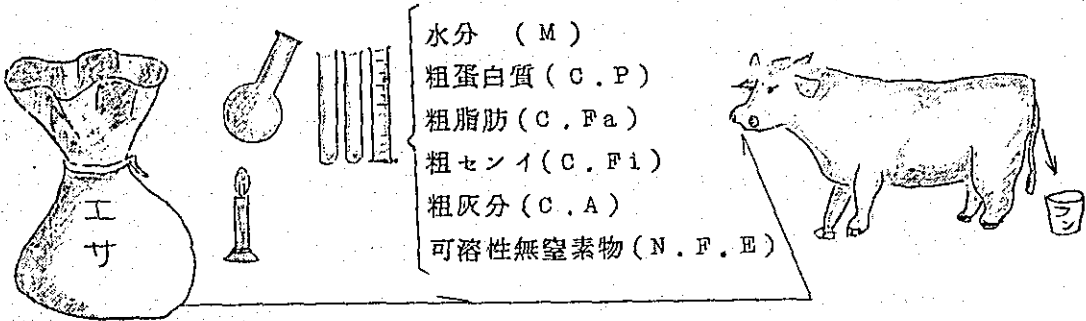 エサ
水分 (M)
粗蛋白質(C.P)
粗脂肪(C.Fa)
粗センイ(C.Fi)
粗灰分(C.A)
可溶性無窒素物(N.F.E)
フン